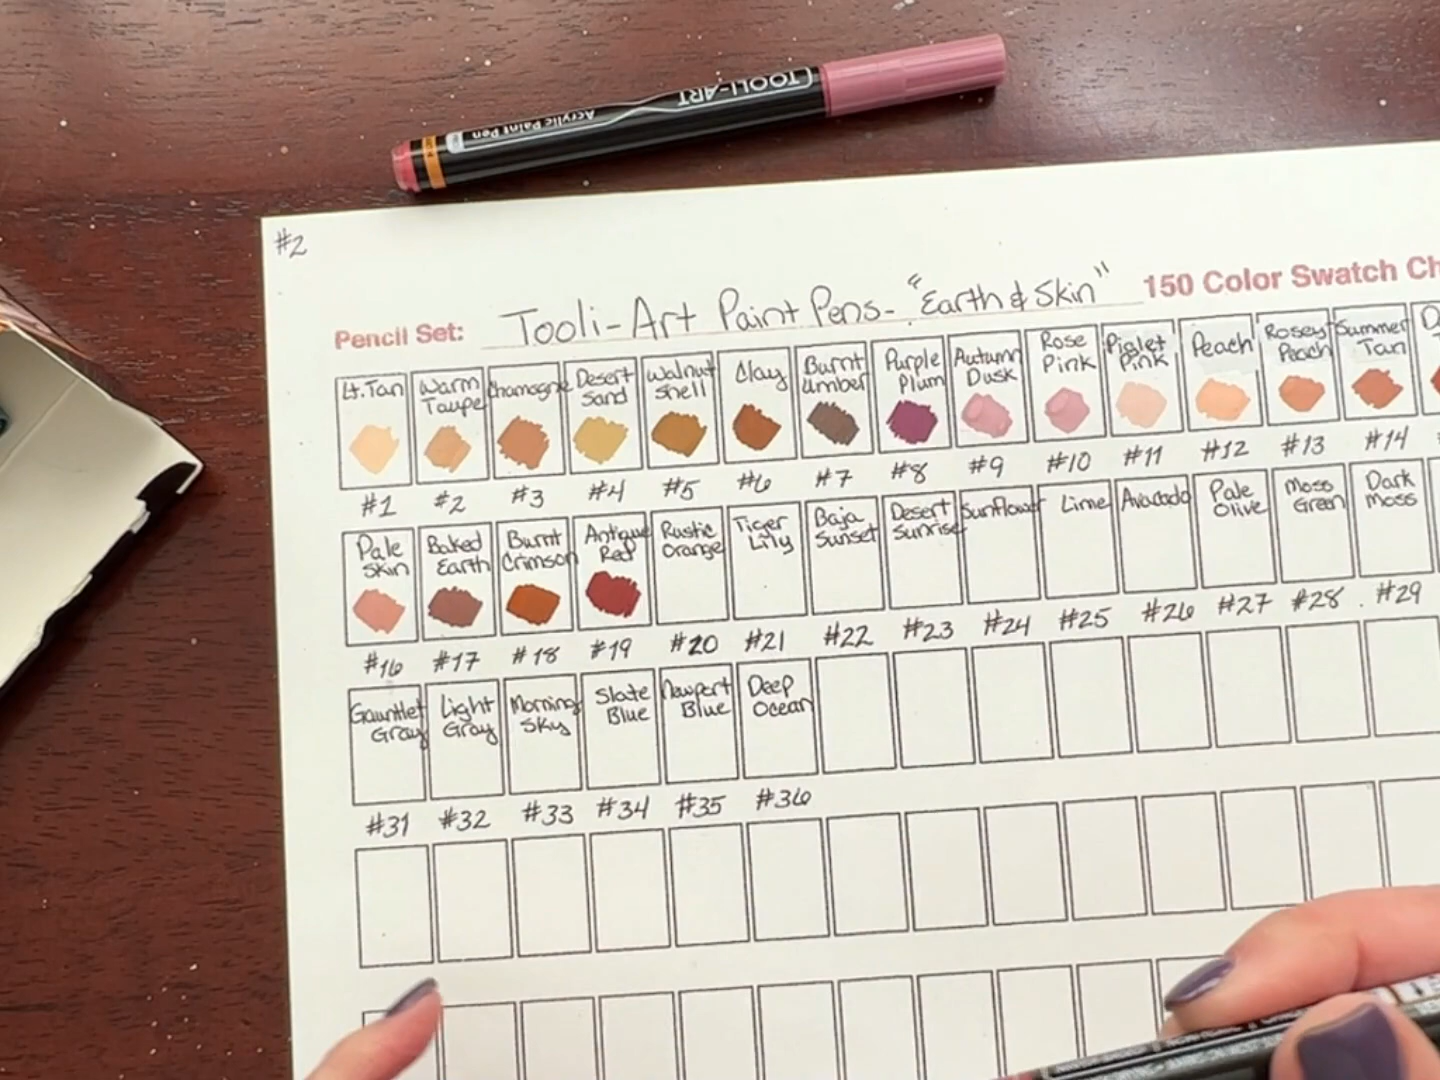 TOOLI-ART
Acrylic Paint Pen
#2
Pencil Set: Tooli-Art Paint Pens- "Earth & Skin" 150 Color Swatch Ch
Lt. Tan Warm Taupe Chamagne Desert Sand Walnut Shell Clay Burnt Umber Purple Plum Autumn Dusk Rose Pink Piglet Pink Peach Rosey Peach Summer Tan
#1 #2 #3 #4 #5 #6 #7 #8 #9 #10 #11 #12 #13 #14
Pale Skin Baked Earth Burnt Crimson Antique Red Rustic Orange Tiger Lily Baja Sunset Desert Sunrise Sunflower Lime Avacado Pale Olive Moss Green Dark Moss
#16 #17 #18 #19 #20 #21 #22 #23 #24 #25 #26 #27 #28 #29
Gauntlet Gray Light Gray Morning Sky Slate Blue Newport Blue Deep Ocean
#31 #32 #33 #34 #35 #36